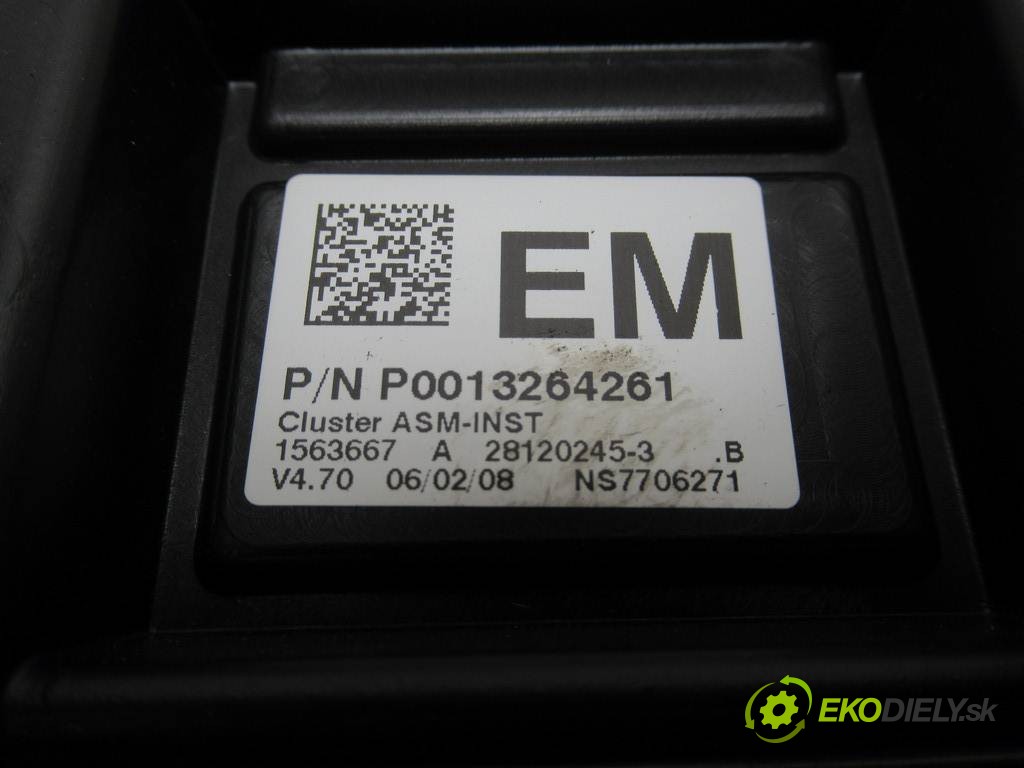 EM
P/N P0013264261
Cluster ASM-INST
1563667 A 28120245-3 .B
V4.70 06/02/08 NS7706271
EKODIELY.sk